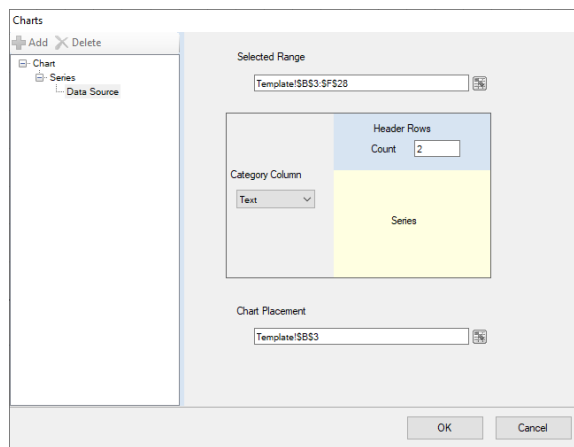 Charts
Add Delete
Chart
Series
Data Source
Selected Range
Template!$B$3:$F$28
Header Rows
Count 2
Category Column
Text
Series
Chart Placement
Template!$B$3
OK Cancel